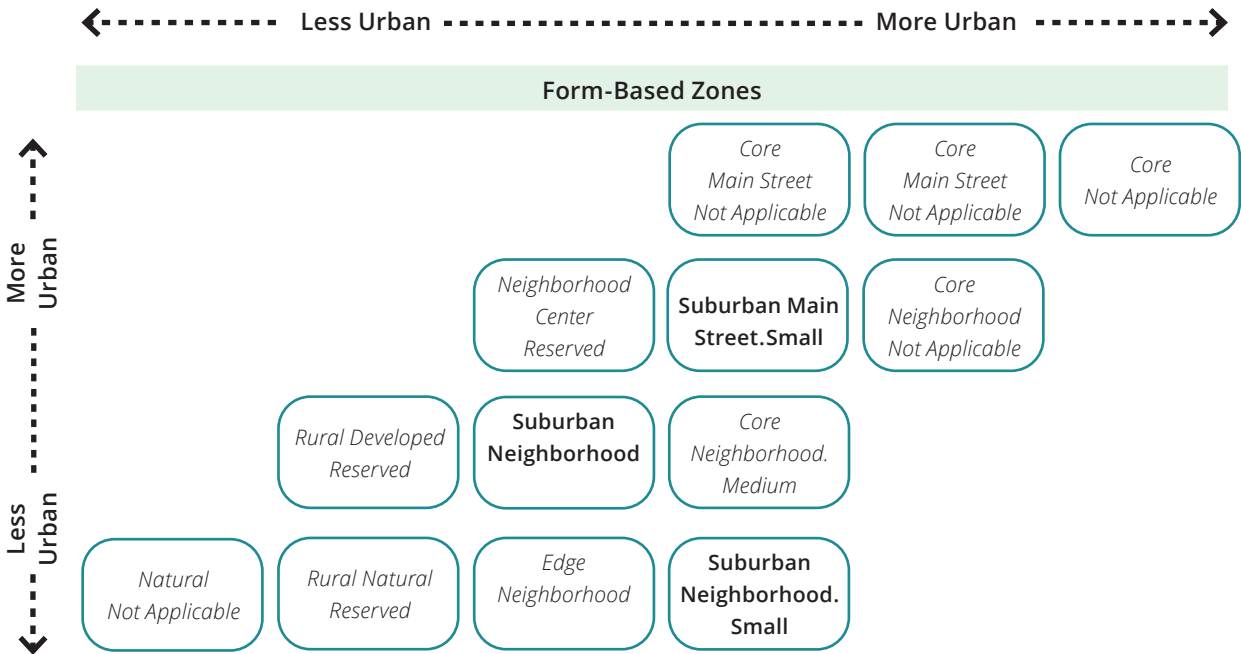 Less Urban
More Urban
Form-Based Zones
More
Urban
Less
Urban
Core
Main Street
Not Applicable
Core
Main Street
Not Applicable
Core
Not Applicable
Neighborhood
Center
Reserved
Suburban Main
Street.Small
Core
Neighborhood
Not Applicable
Rural Developed
Reserved
Suburban
Neighborhood
Core
Neighborhood.
Medium
Natural
Not Applicable
Rural Natural
Reserved
Edge
Neighborhood
Suburban
Neighborhood.
Small